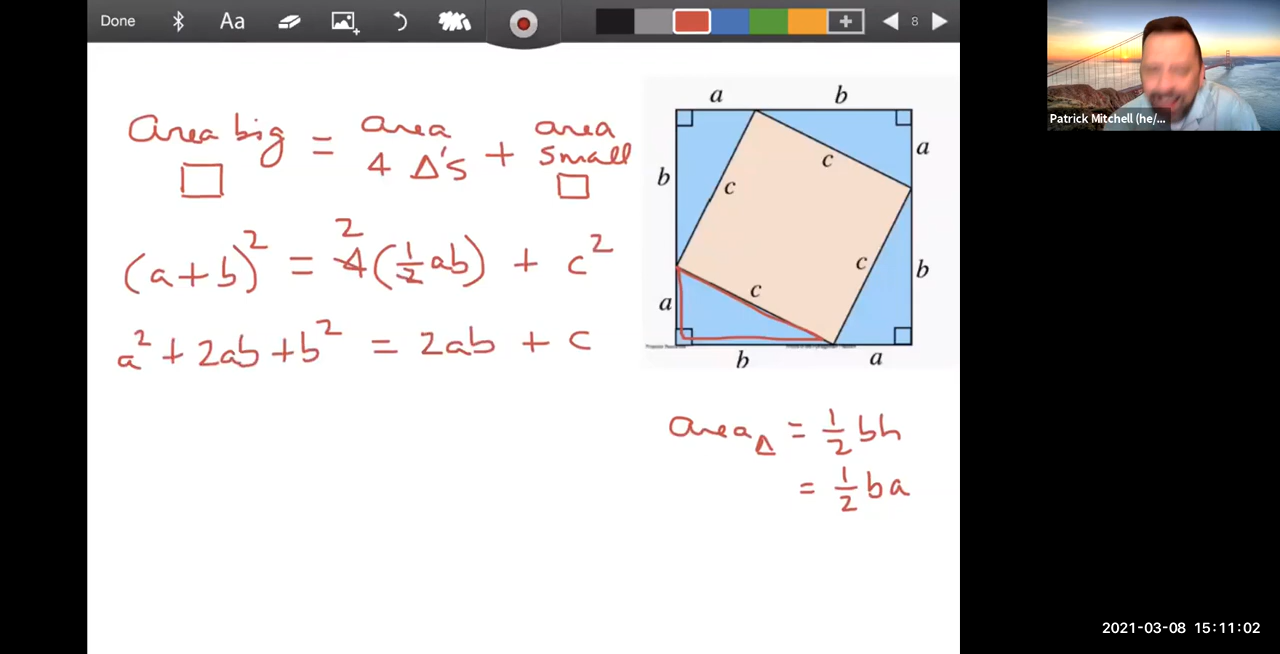 Done Aa 8
Patrick Mitchell (he/...
area big □ = area 4 Δ's + area small □
(a+b)² = 4 2 (1/2 ab) + c²
a² + 2ab + b² = 2ab + c
a b
b c c a
c c b
a
b a
area Δ = 1/2 bh
= 1/2 ba
2021-03-08 15:11:02